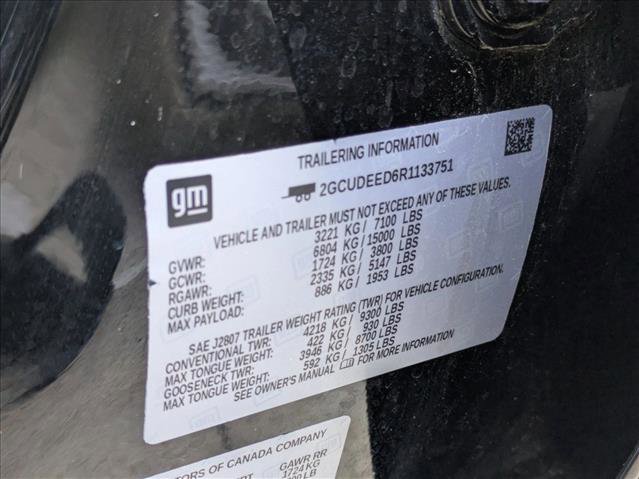 gm
TRAILERING INFORMATION
2GCUDEED6R1133751
VEHICLE AND TRAILER MUST NOT EXCEED ANY OF THESE VALUES.
GVWR: 3221 KG / 7100 LBS
GCWR: 6804 KG / 15000 LBS
RGAWR: 1724 KG / 3800 LBS
CURB WEIGHT: 2335 KG / 5147 LBS
MAX PAYLOAD: 886 KG / 1953 LBS
SAE J2807 TRAILER WEIGHT RATING (TWR) FOR VEHICLE CONFIGURATION.
CONVENTIONAL TWR: 4218 KG / 9300 LBS
MAX TONGUE WEIGHT: 422 KG / 930 LBS
GOOSENECK TWR: 3946 KG / 8700 LBS
MAX TONGUE WEIGHT: 592 KG / 1305 LBS
SEE OWNER'S MANUAL FOR MORE INFORMATION
TORS OF CANADA COMPANY
GAWR RR
1724 KG